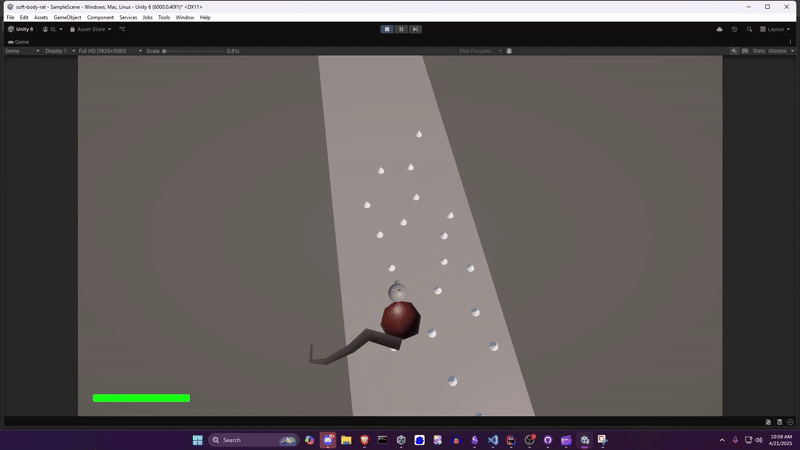 soft-body-rat - SampleScene - Windows, Mac, Linux - Unity 6 (6000.0.40f1)* <DX11>
File Edit Assets GameObject Component Services Jobs Tools Window Help
Unity 6 SL Asset Store Layout
Game
Game Display 1 Full HD (1920x1080) Scale 0.81x Play Focused Stats Gizmos
Search
10:59 AM
4/21/2025